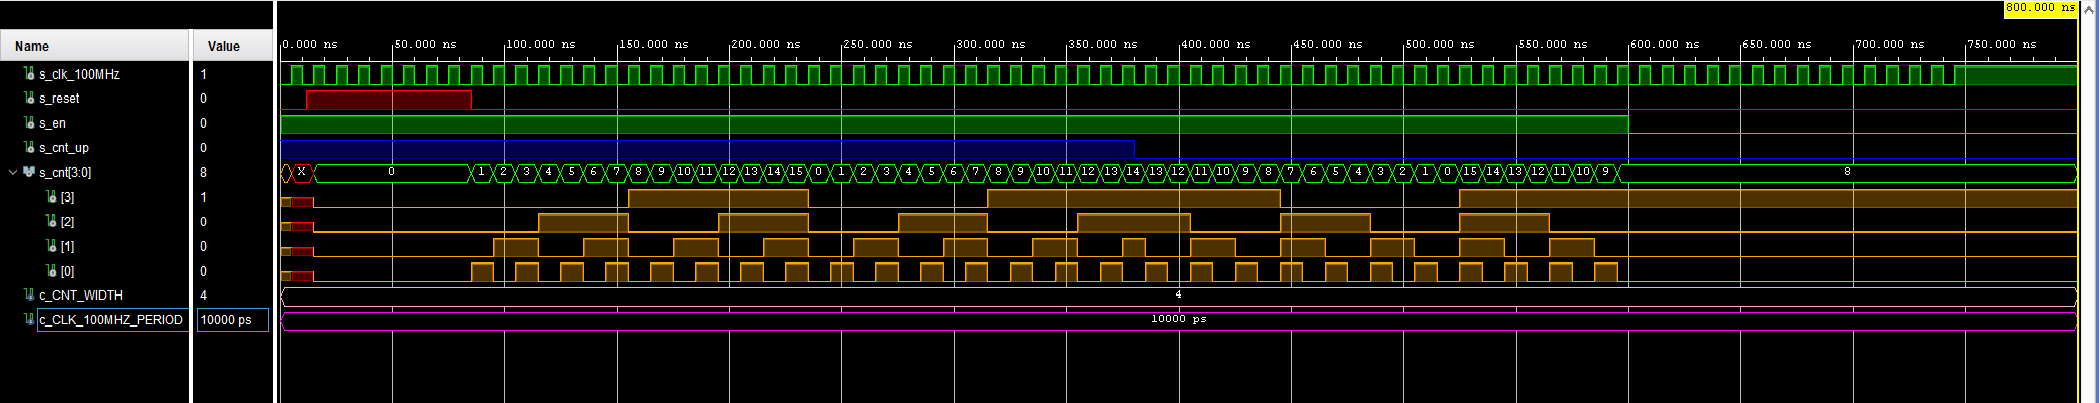 800.000 ns
Name Value
0.000 ns 50.000 ns 100.000 ns 150.000 ns 200.000 ns 250.000 ns 300.000 ns 350.000 ns 400.000 ns 450.000 ns 500.000 ns 550.000 ns 600.000 ns 650.000 ns 700.000 ns 750.000 ns
s_clk_100MHz 1
s_reset 0
s_en 0
s_cnt_up 0
s_cnt[3:0] 8 X 0 1 2 3 4 5 6 7 8 9 10 11 12 13 14 15 0 1 2 3 4 5 6 7 8 9 10 11 12 13 14 13 12 11 10 9 8 7 6 5 4 3 2 1 0 15 14 13 12 11 10 9 8
[3] 1
[2] 0
[1] 0
[0] 0
c_CNT_WIDTH 4 4
c_CLK_100MHZ_PERIOD 10000 ps 10000 ps